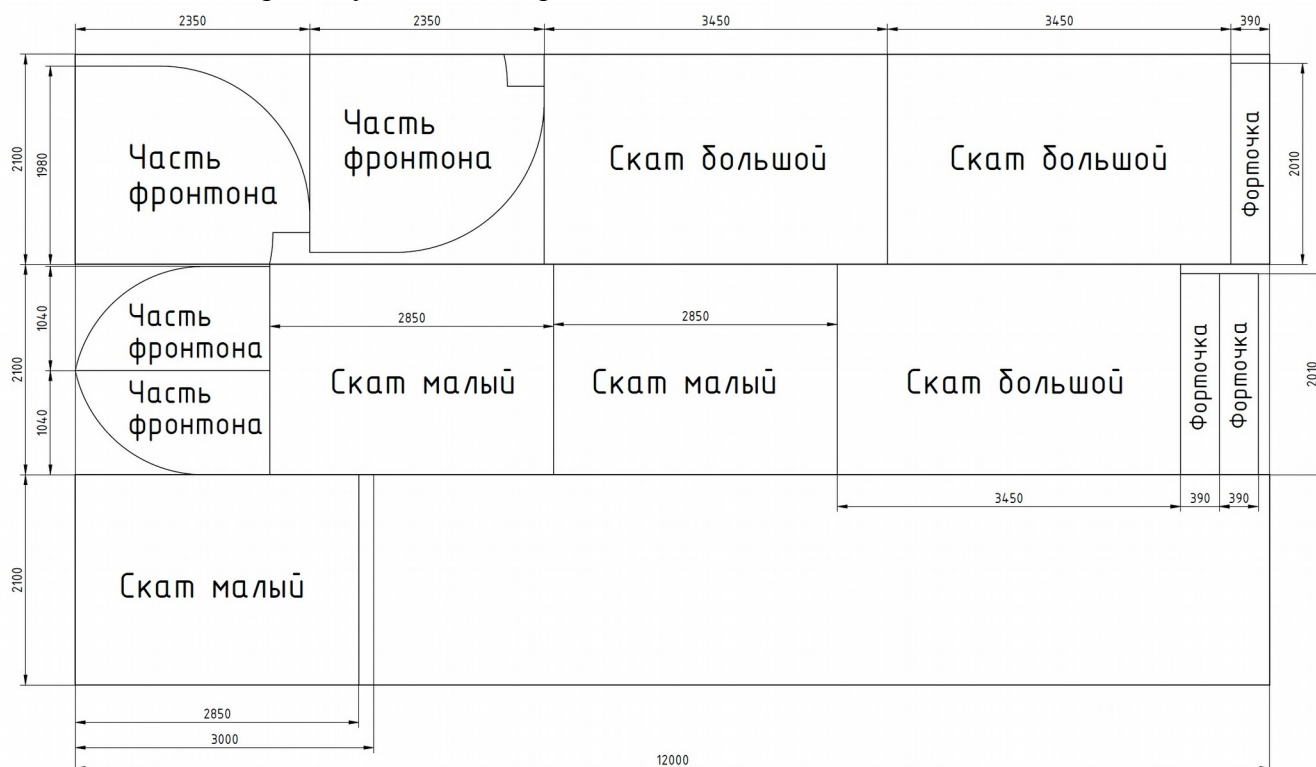 2350
2350
3450
3450
390
2100
1980
Часть
фронтона
Часть
фронтона
Скат большой
Скат большой
Форточка
2010
2100
1040
1040
Часть
фронтона
Часть
фронтона
2850
Скат малый
2850
Скат малый
Скат большой
Форточка
Форточка
2010
3450
390
390
2100
Скат малый
2850
3000
12000